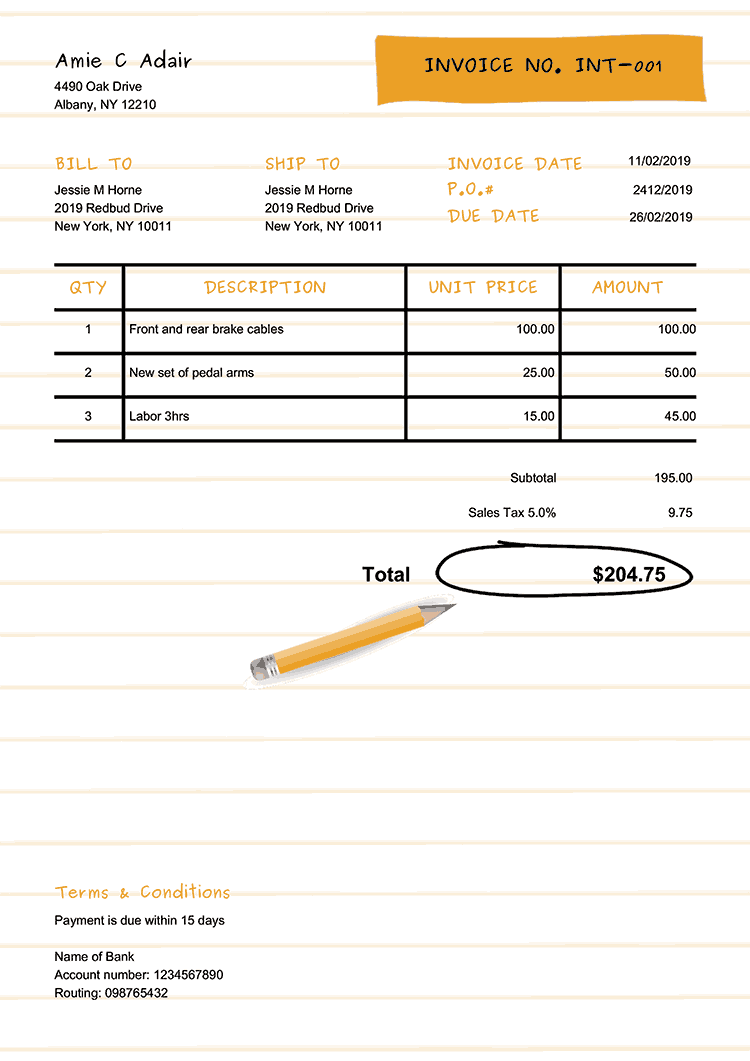 Amie C Adair
4490 Oak Drive
Albany, NY 12210
INVOICE NO. INT-001
BILL TO
Jessie M Horne
2019 Redbud Drive
New York, NY 10011
SHIP TO
Jessie M Horne
2019 Redbud Drive
New York, NY 10011
INVOICE DATE 11/02/2019
P.O.# 2412/2019
DUE DATE 26/02/2019
QTY DESCRIPTION UNIT PRICE AMOUNT
1 Front and rear brake cables 100.00 100.00
2 New set of pedal arms 25.00 50.00
3 Labor 3hrs 15.00 45.00
Subtotal 195.00
Sales Tax 5.0% 9.75
Total $204.75
Terms & Conditions
Payment is due within 15 days
Name of Bank
Account number: 1234567890
Routing: 098765432